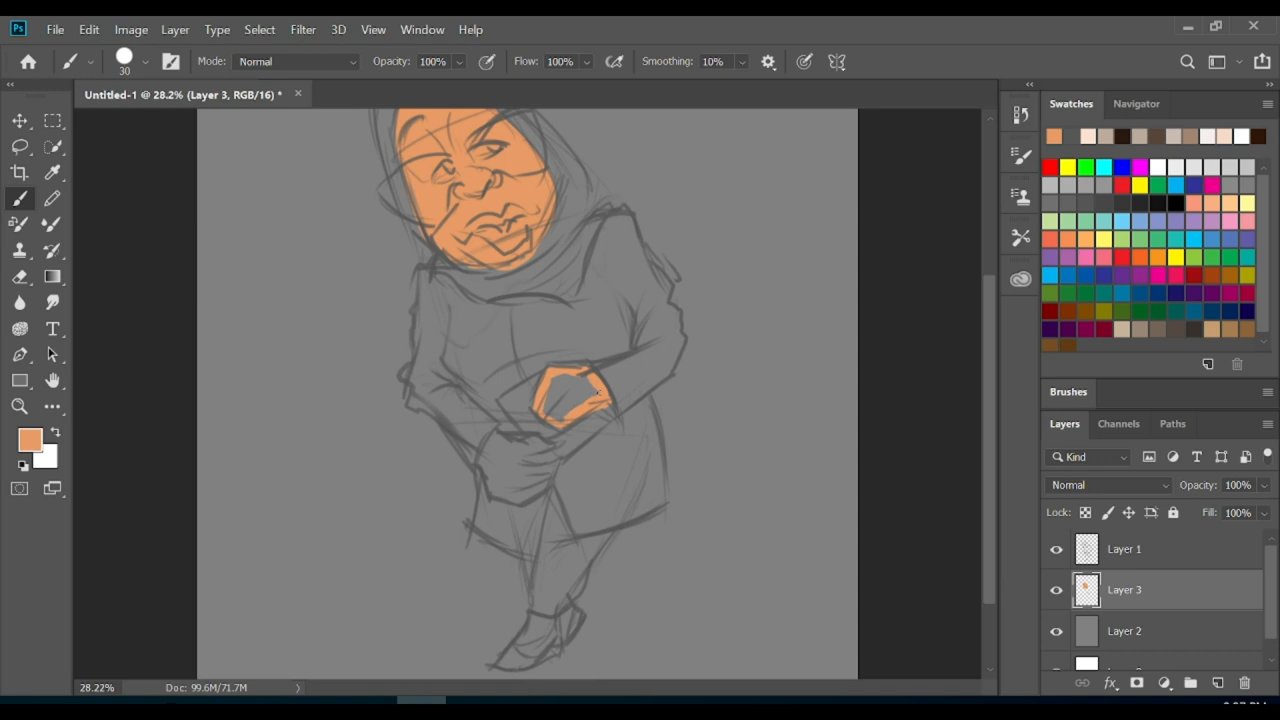 Ps File Edit Image Layer Type Select Filter 3D View Window Help
30 Mode: Normal Opacity: 100% Flow: 100% Smoothing: 10%
Untitled-1 @ 28.2% (Layer 3, RGB/16) *
Swatches Navigator
Brushes
Layers Channels Paths
Kind
Normal Opacity: 100%
Lock: Fill: 100%
Layer 1
Layer 3
Layer 2
fx
28.22% Doc: 99.6M/71.7M